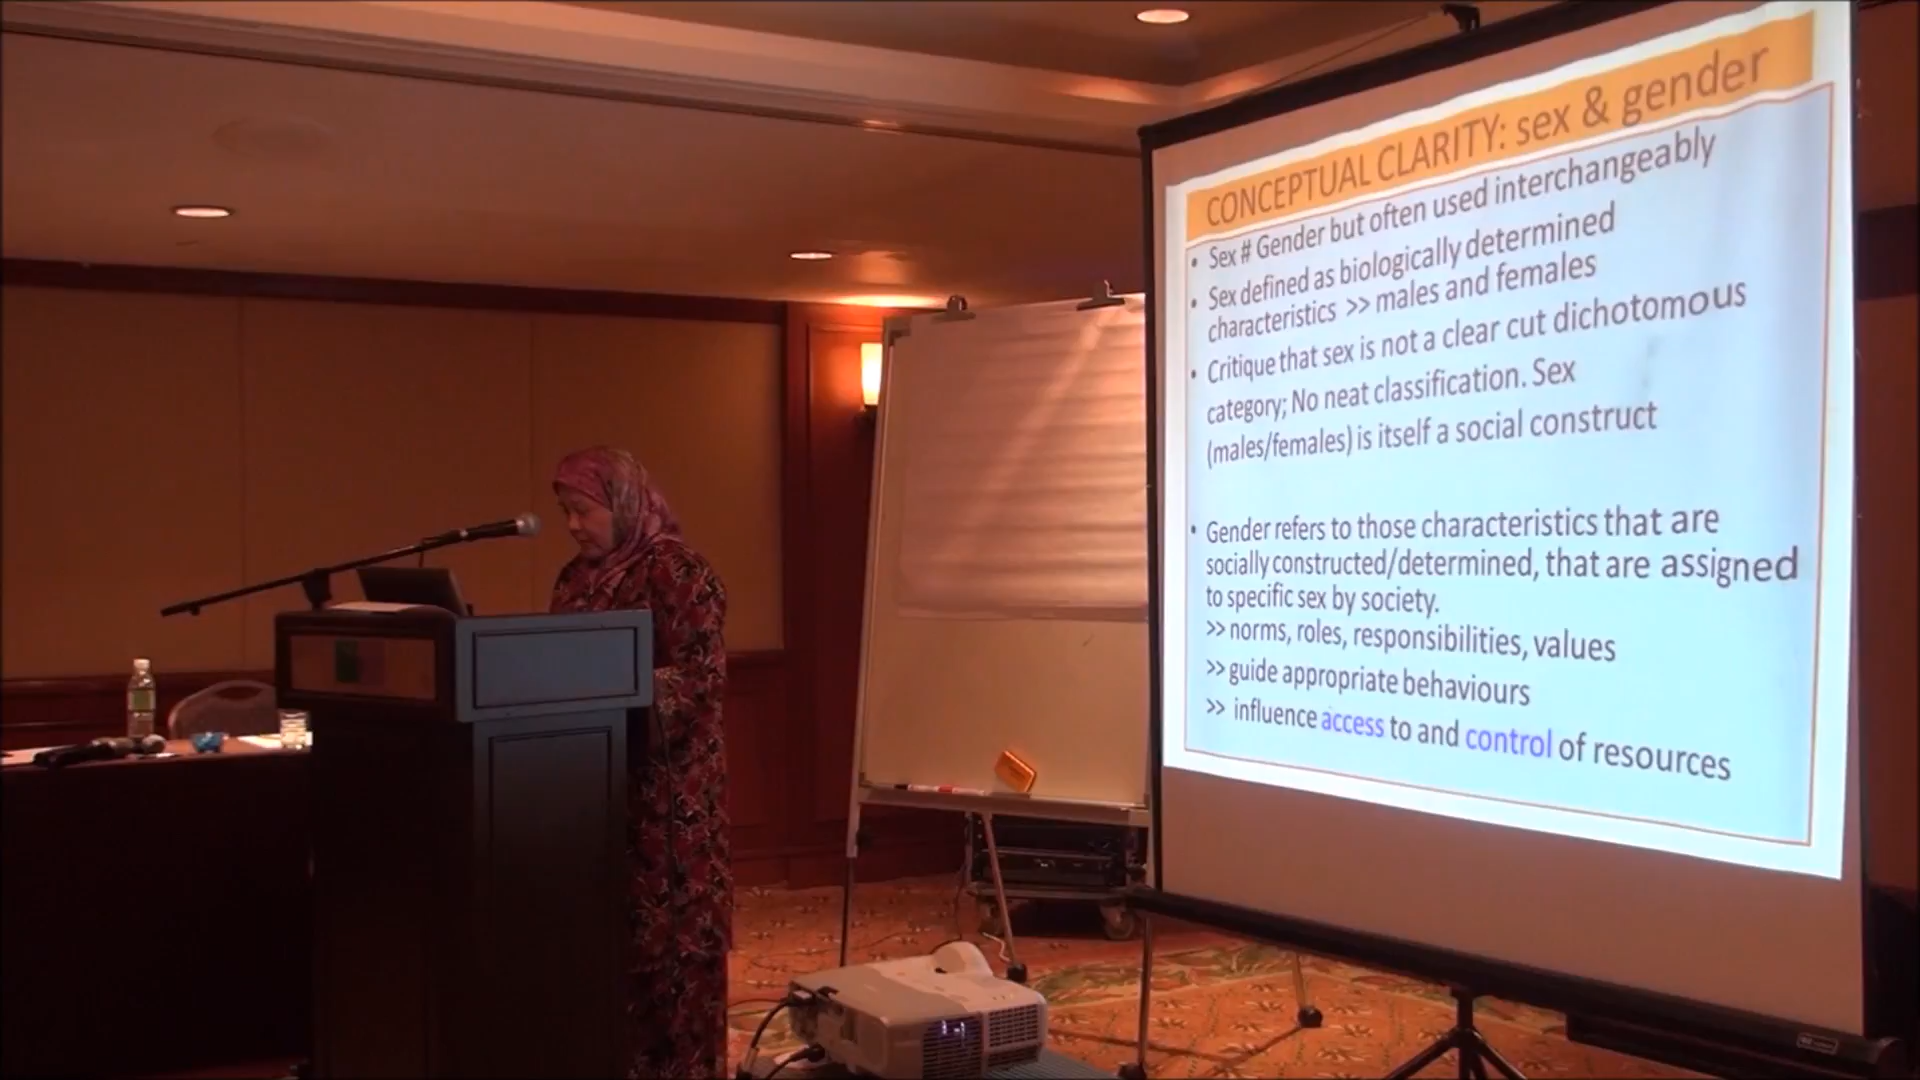 CONCEPTUAL CLARITY: sex & gender
• Sex # Gender but often used interchangeably
• Sex defined as biologically determined
characteristics >> males and females
• Critique that sex is not a clear cut dichotomous
category; No neat classification. Sex
(males/females) is itself a social construct
• Gender refers to those characteristics that are
socially constructed/determined, that are assigned
to specific sex by society.
>> norms, roles, responsibilities, values
>> guide appropriate behaviours
>> influence access to and control of resources